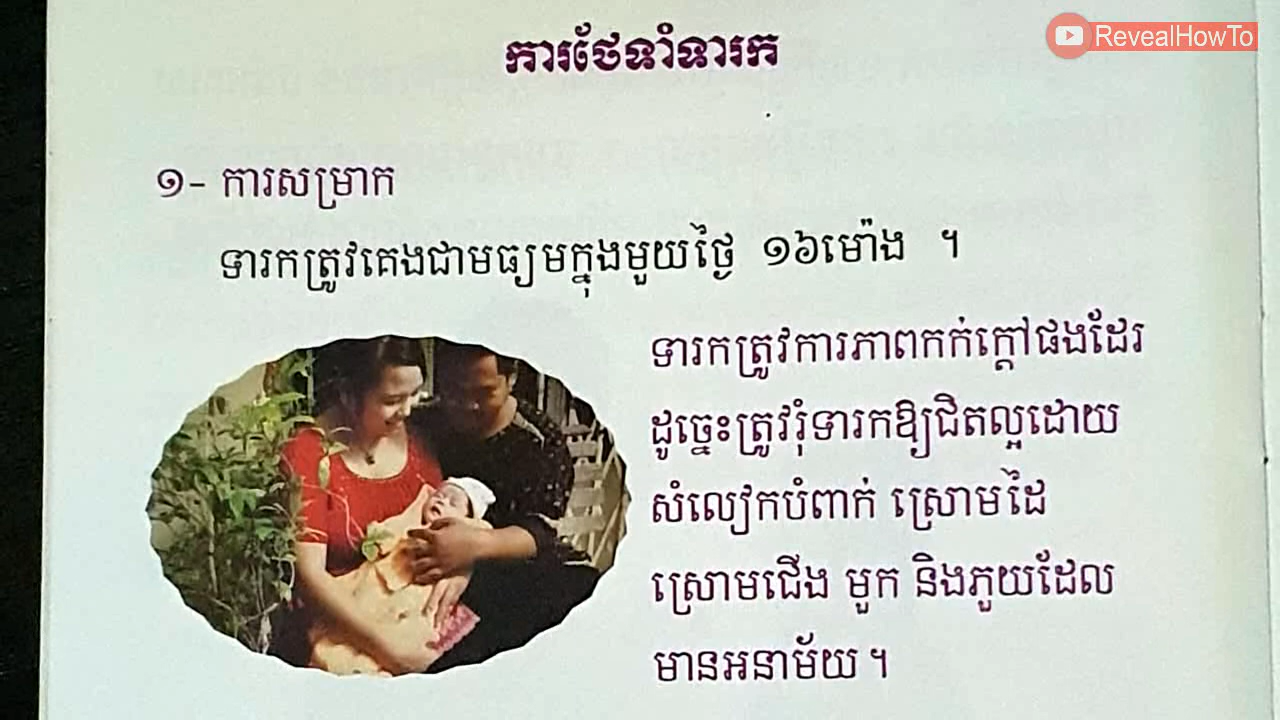 RevealHowTo
ការថែទាំទារក
១- ការសម្រាក
ទារកត្រូវគេងជាមធ្យមក្នុងមួយថ្ងៃ ១៦ម៉ោង ។
ទារកត្រូវការភាពកក់ក្ដៅផងដែរ
ដូច្នេះត្រូវរុំទារកឱ្យជិតល្អដោយ
សំលៀកបំពាក់ ស្រោមដៃ
ស្រោមជើង មួក និងភួយដែល
មានអនាម័យ ។